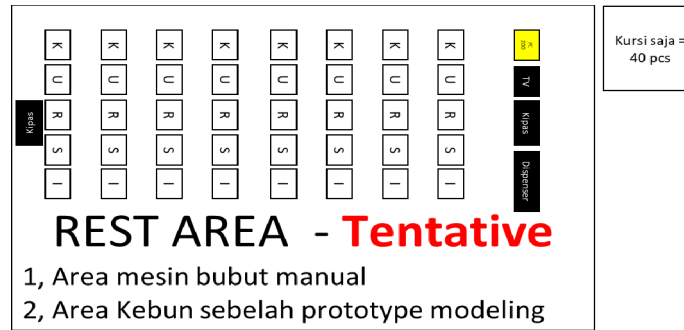 Kipas
K U R S I
K U R S I
K U R S I
K U R S I
K U R S I
K U R S I
K U R S I
K U R S I
TV
Kipas
Dispenser
Kursi saja =
40 pcs
REST AREA - Tentative
1, Area mesin bubut manual
2, Area Kebun sebelah prototype modeling